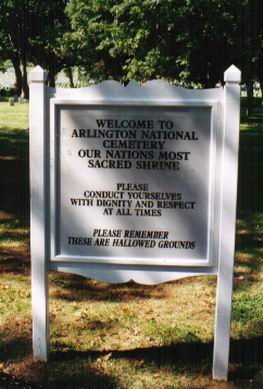 WELCOME TO
ARLINGTON NATIONAL
CEMETERY
OUR NATIONS MOST
SACRED SHRINE
PLEASE
CONDUCT YOURSELVES
WITH DIGNITY AND RESPECT
AT ALL TIMES
PLEASE REMEMBER
THESE ARE HALLOWED GROUNDS